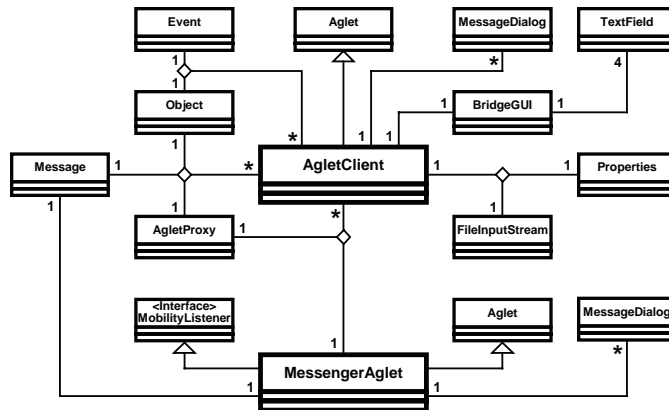 Event
Aglet
MessageDialog
TextField
1
*
4
1
Object
1
BridgeGUI
1
1
*
1
1
Message
1
*
AgletClient
1
1
Properties
1
1
*
1
AgletProxy
1
FileInputStream
<Interface>
MobilityListener
Aglet
MessageDialog
1
*
1
MessengerAglet
1